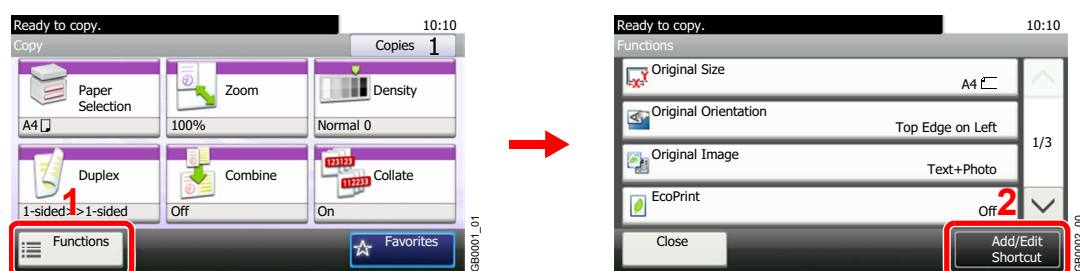 Ready to copy. 10:10
Copy Copies 1
Paper
Selection
A4
Zoom
100%
Density
Normal 0
Duplex
1-sided>>1-sided
Combine
Off
123123
112233
Collate
On
1
Functions
Favorites
GB0001_01
Ready to copy. 10:10
Functions
Original Size
A4
Original Orientation
Top Edge on Left
1/3
Original Image
Text+Photo
EcoPrint
Off
2
Close
Add/Edit
Shortcut
GB0002_00